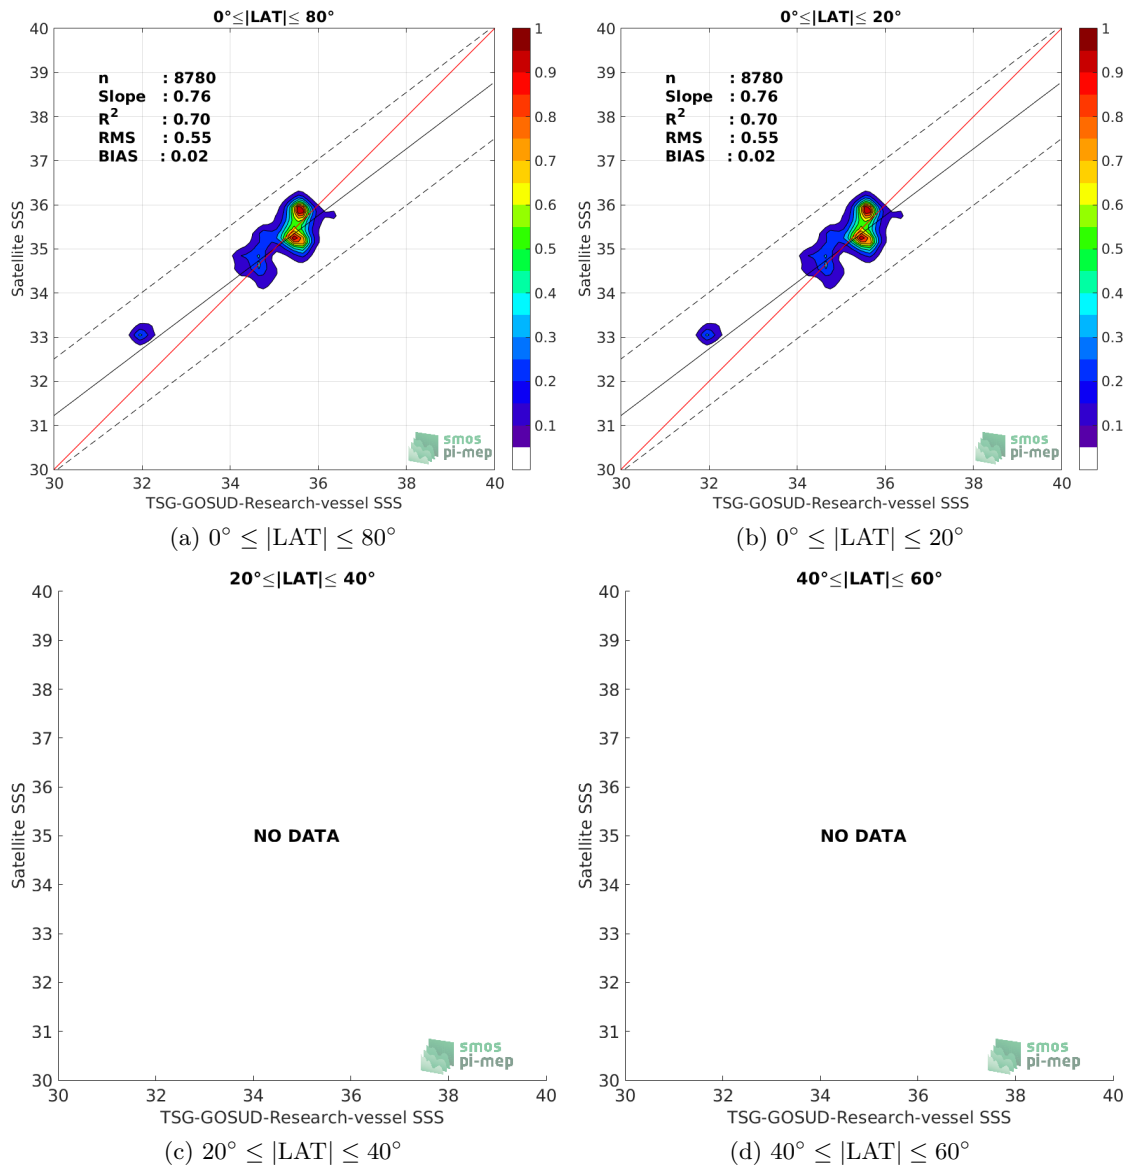 0°≤|LAT|≤ 80°
40
39
38
37
36
35
34
33
32
31
30
30 32 34 36 38 40
Satellite SSS
TSG-GOSUD-Research-vessel SSS
n : 8780
Slope : 0.76
R² : 0.70
RMS : 0.55
BIAS : 0.02
1
0.9
0.8
0.7
0.6
0.5
0.4
0.3
0.2
0.1
smos
pi-mep
(a) 0° ≤ |LAT| ≤ 80°
0°≤|LAT|≤ 20°
40
39
38
37
36
35
34
33
32
31
30
30 32 34 36 38 40
Satellite SSS
TSG-GOSUD-Research-vessel SSS
n : 8780
Slope : 0.76
R² : 0.70
RMS : 0.55
BIAS : 0.02
1
0.9
0.8
0.7
0.6
0.5
0.4
0.3
0.2
0.1
smos
pi-mep
(b) 0° ≤ |LAT| ≤ 20°
20°≤|LAT|≤ 40°
40
39
38
37
36
35
34
33
32
31
30
30 32 34 36 38 40
Satellite SSS
TSG-GOSUD-Research-vessel SSS
NO DATA
smos
pi-mep
(c) 20° ≤ |LAT| ≤ 40°
40°≤|LAT|≤ 60°
40
39
38
37
36
35
34
33
32
31
30
30 32 34 36 38 40
Satellite SSS
TSG-GOSUD-Research-vessel SSS
NO DATA
smos
pi-mep
(d) 40° ≤ |LAT| ≤ 60°